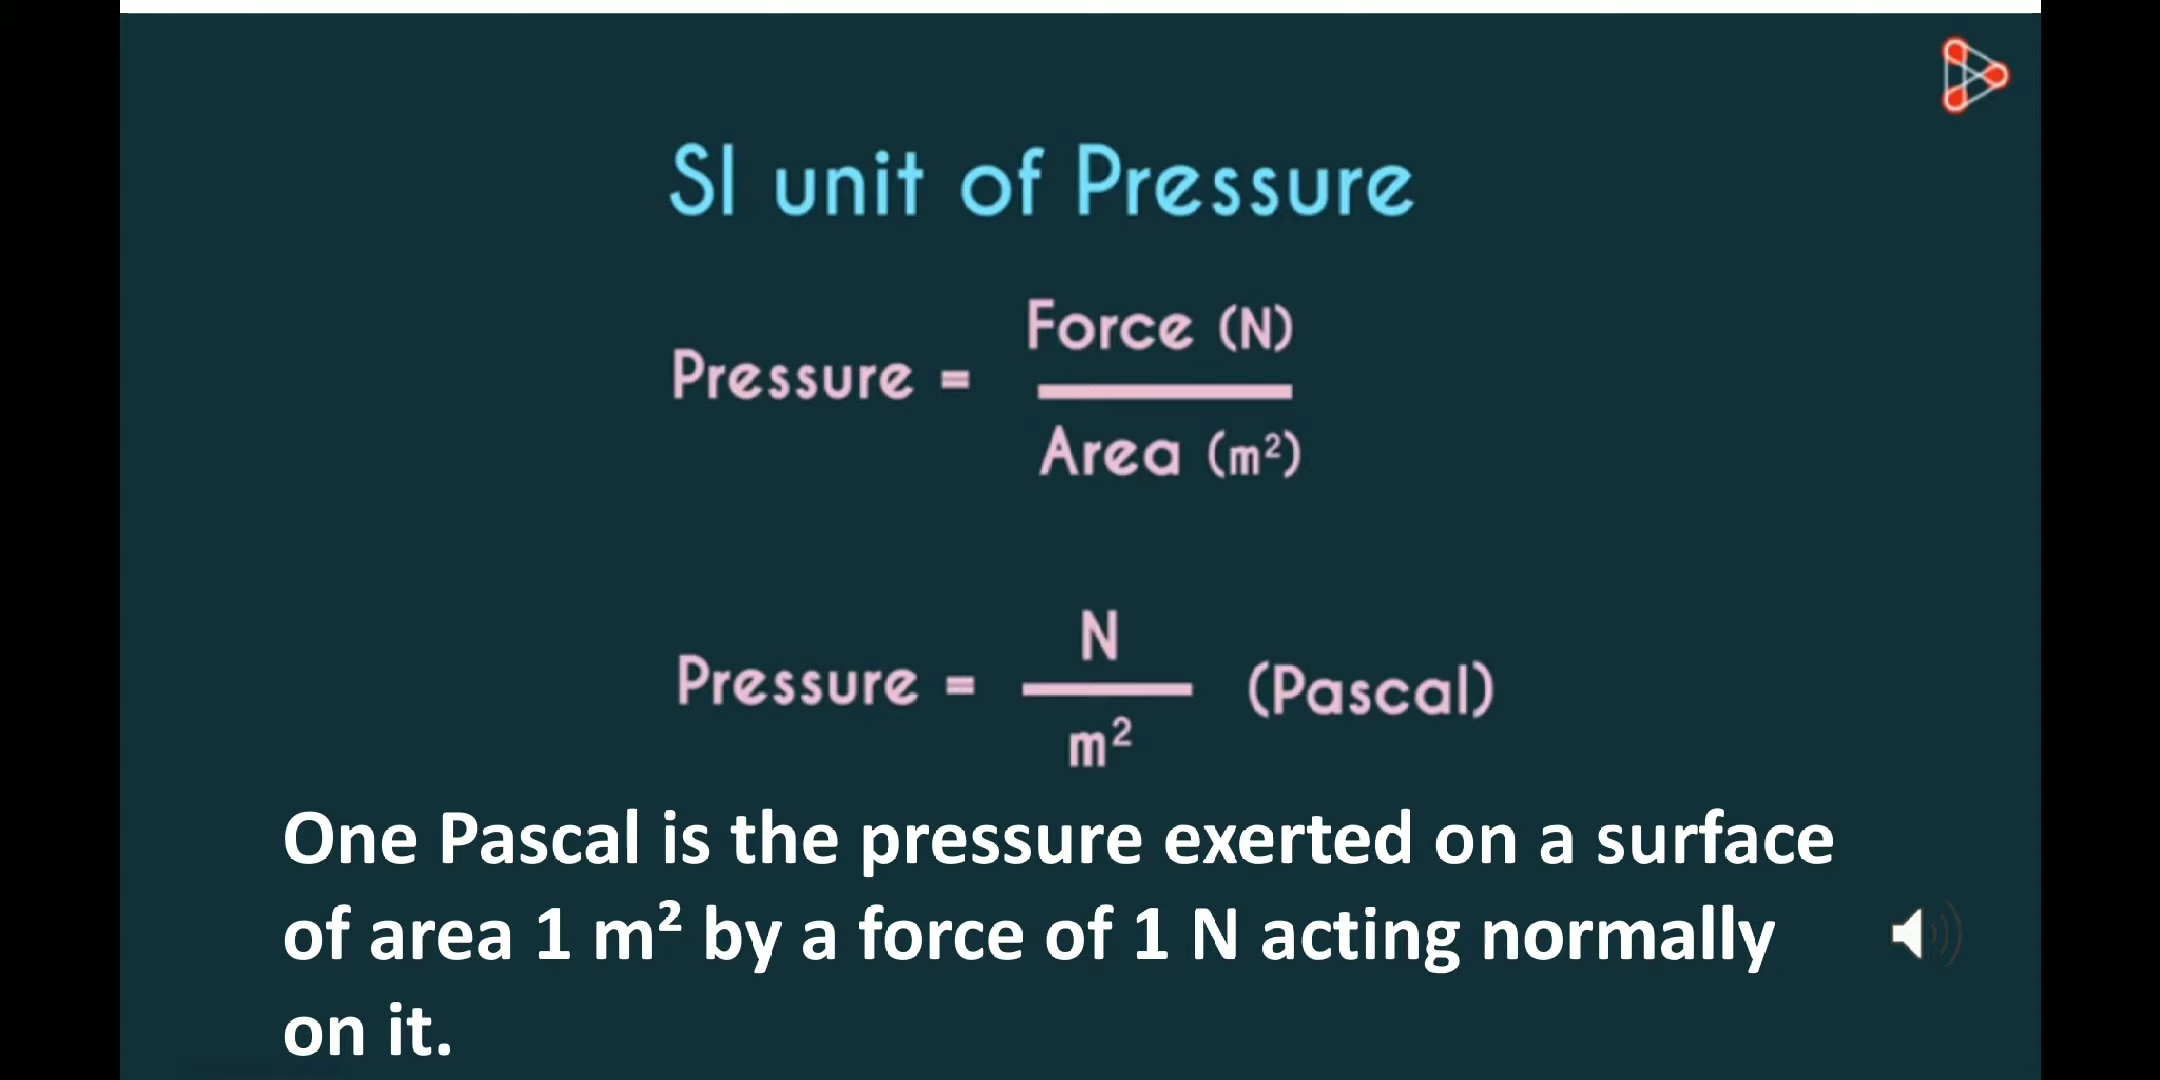 SI unit of Pressure
Force (N)
Pressure =
Area (m²)
N
Pressure = (Pascal)
m²
One Pascal is the pressure exerted on a surface
of area 1 m² by a force of 1 N acting normally
on it.